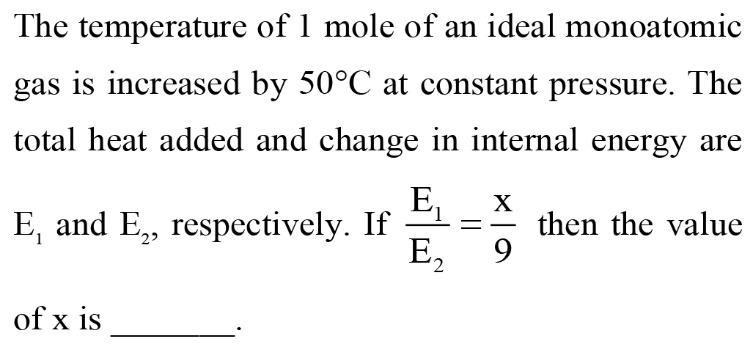 The temperature of 1 mole of an ideal monoatomic
gas is increased by 50°C at constant pressure. The
total heat added and change in internal energy are
E₁ and E₂, respectively. If E₁/E₂ = x/9 then the value
of x is _______.